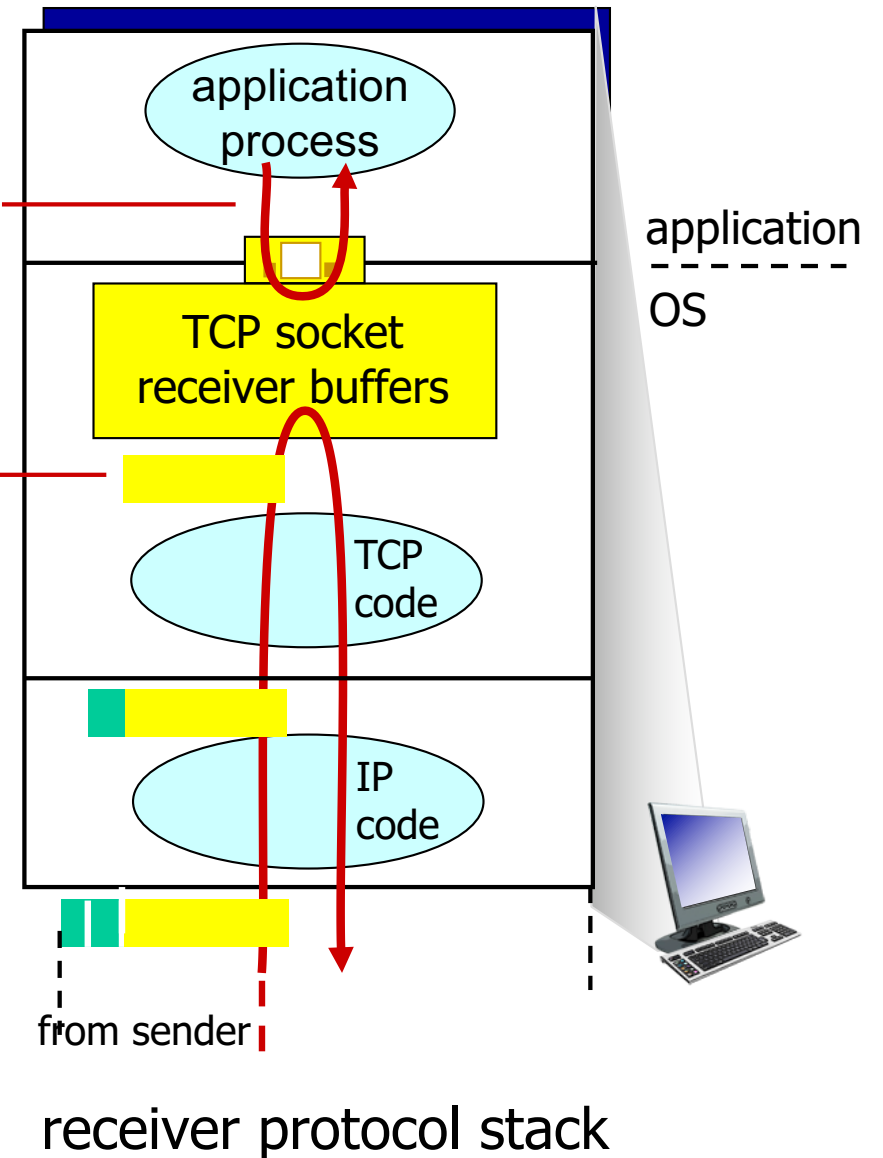 application
process
application
OS
TCP socket
receiver buffers
TCP
code
IP
code
from sender
receiver protocol stack